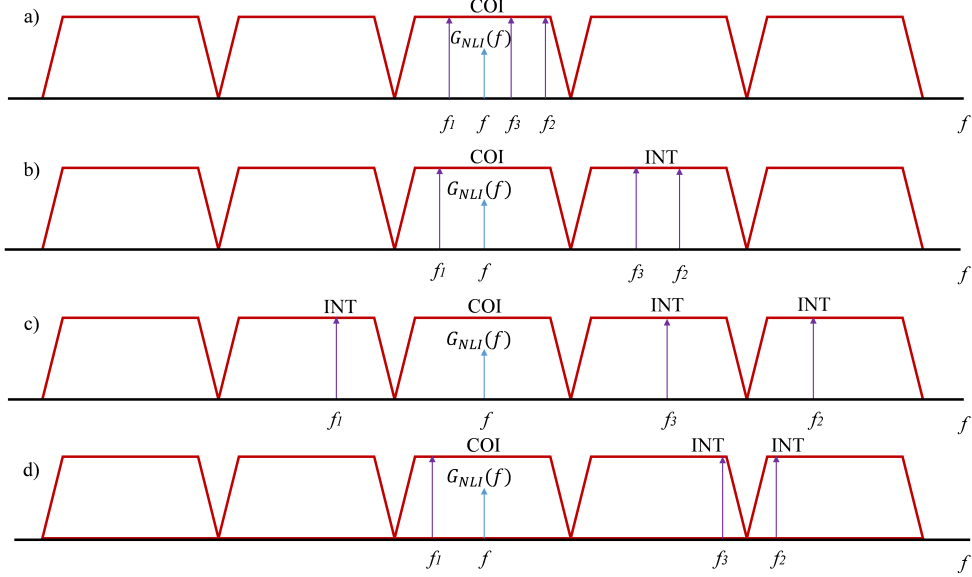 a) COI
G_NLI(f)
f1 f f3 f2 f
b) COI INT
G_NLI(f)
f1 f f3 f2 f
c) INT COI INT INT
G_NLI(f)
f1 f f3 f2 f
d) COI INT INT
G_NLI(f)
f1 f f3 f2 f